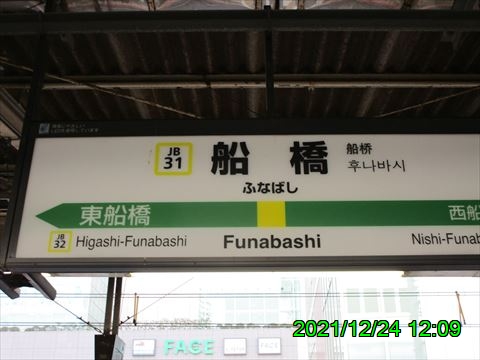 JB
31
船橋
船桥
후나바시
ふなばし
東船橋
西船
JB
32
Higashi-Funabashi
Funabashi
Nishi-Funab
FACE
2021/12/24 12:09